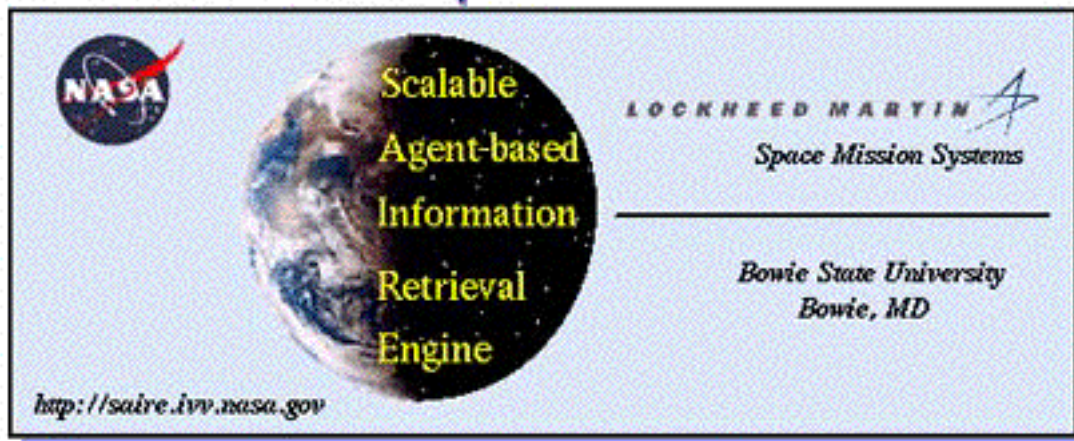 NASA
Scalable
Agent-based
Information
Retrieval
Engine
LOCKHEED MARTIN
Space Mission Systems
Bowie State University
Bowie, MD
http://saire.ivv.nasa.gov